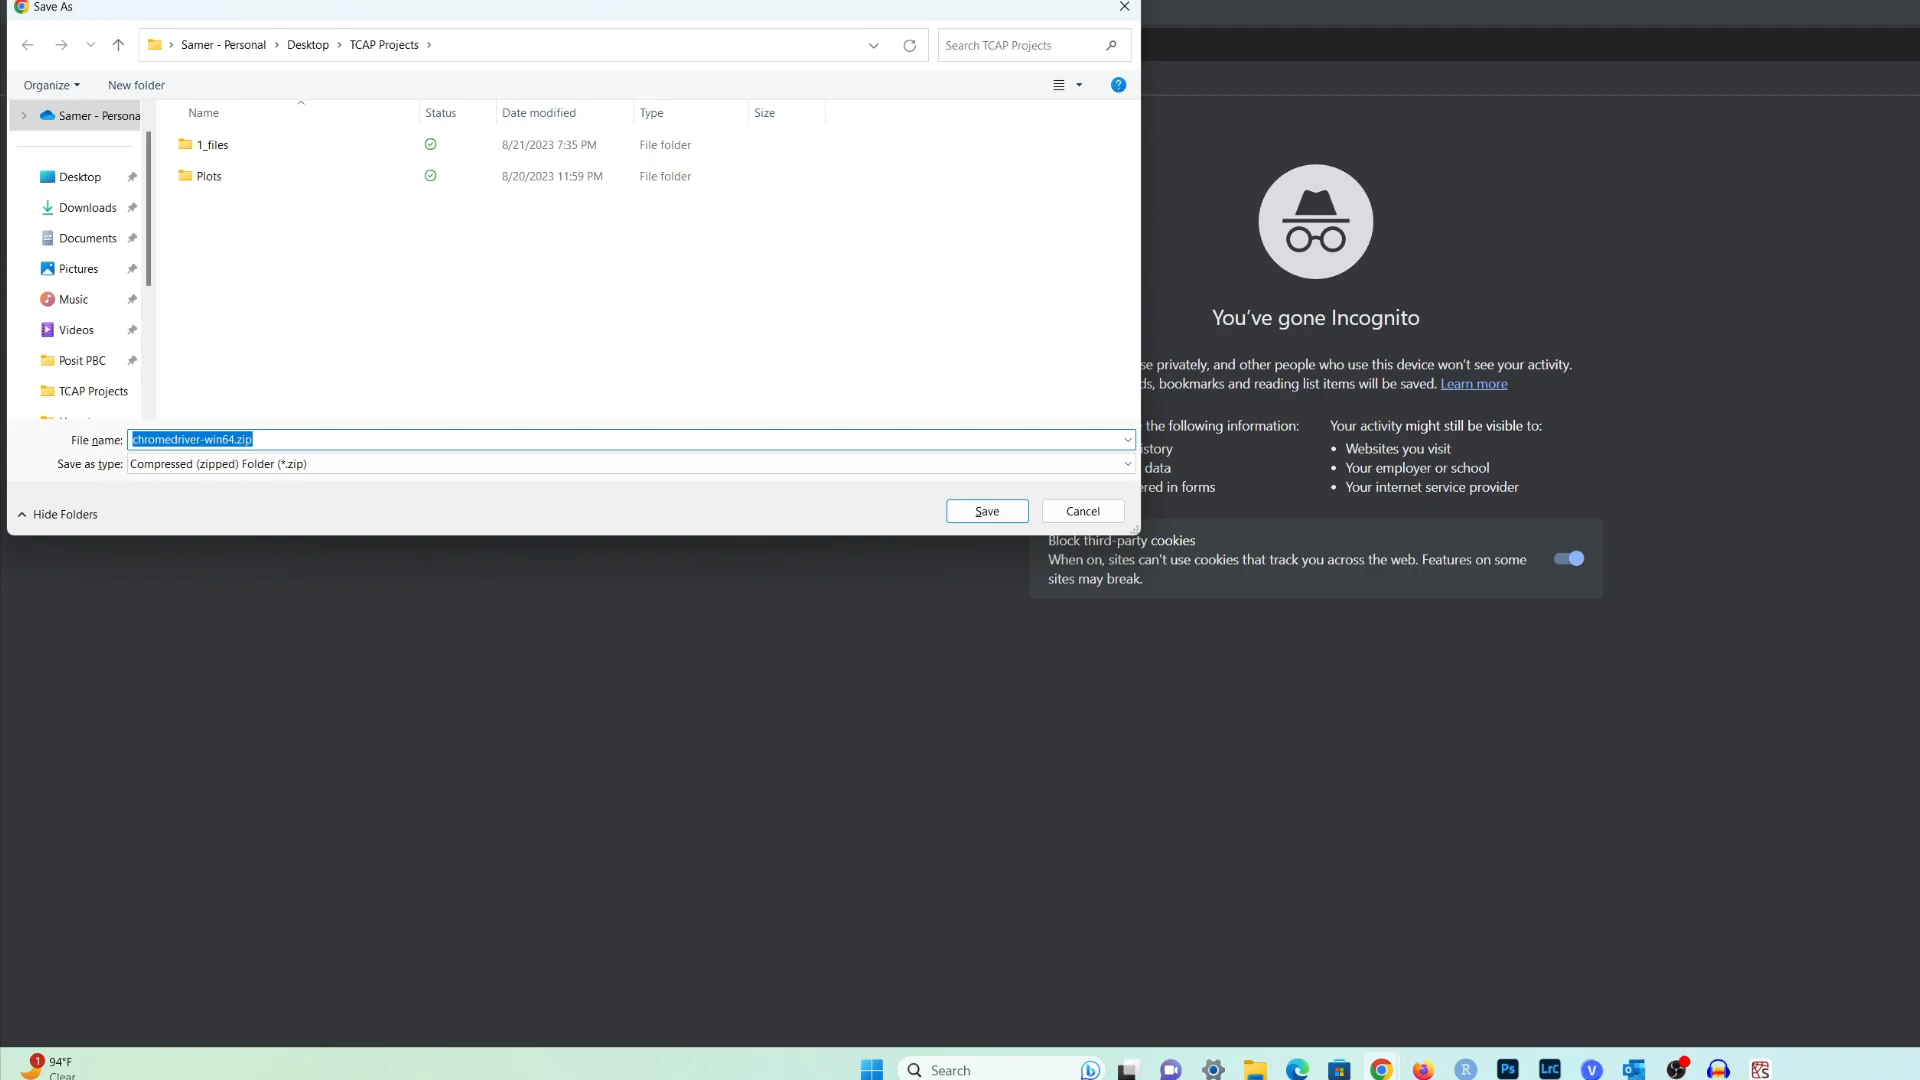 Save As
Samer - Personal
Desktop
TCAP Projects
Search TCAP Projects
Organize
New folder
?
Samer - Persona
Name
Status
Date modified
Type
Size
1_files
8/21/2023 7:35 PM
File folder
Plots
8/20/2023 11:59 PM
File folder
Desktop
Downloads
Documents
Pictures
Music
Videos
Posit PBC
TCAP Projects
File name:
chromedriver-win64.zip
Save as type:
Compressed (zipped) Folder (*.zip)
Hide Folders
Save
Cancel
You've gone Incognito
se privately, and other people who use this device won't see your activity.
ds, bookmarks and reading list items will be saved. Learn more
the following information:
istory
data
ered in forms
Your activity might still be visible to:
• Websites you visit
• Your employer or school
• Your internet service provider
Block third-party cookies
When on, sites can't use cookies that track you across the web. Features on some
sites may break.
1
94°F
Clear
Search
R
Ps
LrC
V